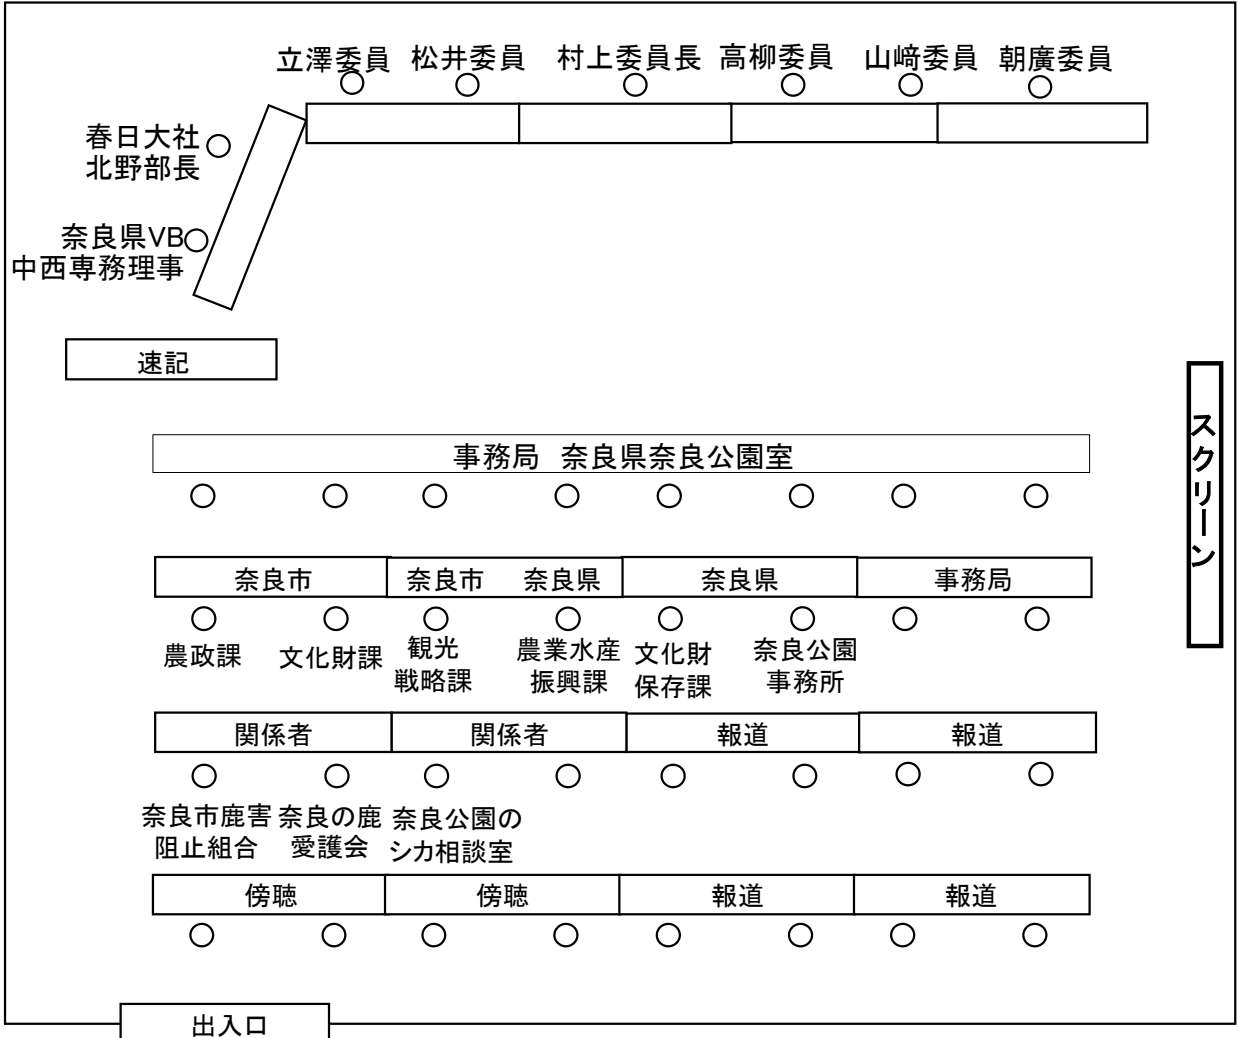 立澤委員 松井委員 村上委員長 高柳委員 山﨑委員 朝廣委員
春日大社
北野部長
奈良県VB
中西専務理事
速記
スクリーン
事務局 奈良県奈良公園室
奈良市 奈良市 奈良県 奈良県 事務局
農政課
文化財課
観光
戦略課
農業水産
振興課
文化財
保存課
奈良公園
事務所
関係者 関係者 報道 報道
奈良市鹿害
阻止組合
奈良の鹿
愛護会
奈良公園の
シカ相談室
傍聴 傍聴 報道 報道
出入口